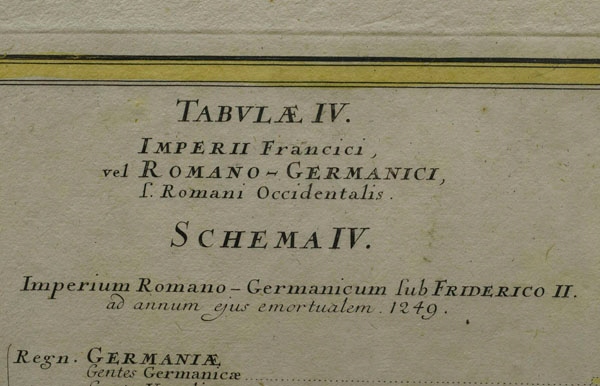 TABVLÆ IV.
IMPERII Francici,
vel ROMANO-GERMANICI,
ſ. Romani Occidentalis.
SCHEMA IV.
Imperium Romano-Germanicum ſub FRIDERICO II.
ad annum ejus emortualem. 1249.
Regn. GERMANIÆ,
Gentes Germanicæ